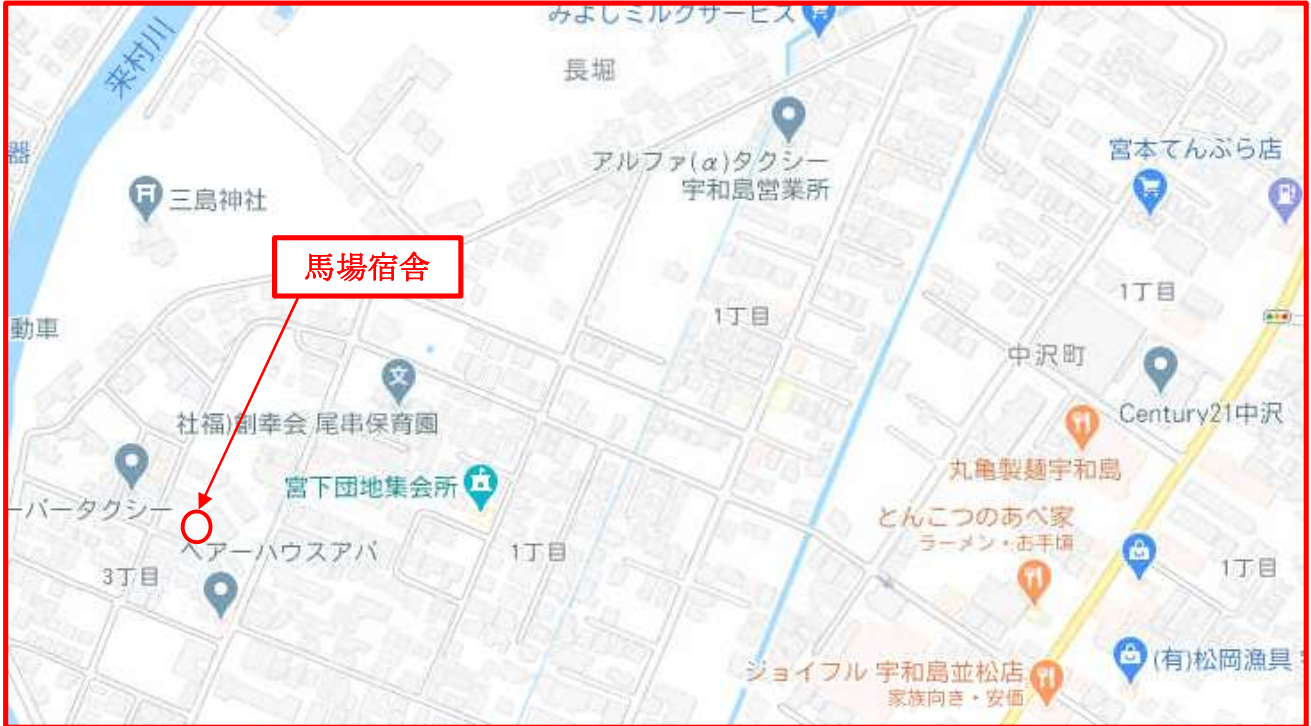 みよしミルクサービス
来村川
長堀
器
アルファ(α)タクシー
宇和島営業所
宮本てんぷら店
三島神社
馬場宿舎
1丁目
1丁目
動車
中沢町
社福)創幸会 尾串保育園
Century21中沢
丸亀製麺宇和島
宮下団地集会所
ーパータクシー
とんこつのあべ家
ラーメン・お手頃
ヘアーハウスアバ
1丁目
3丁目
1丁目
(有)松岡漁具
ジョイフル 宇和島並松店
家族向き・安価